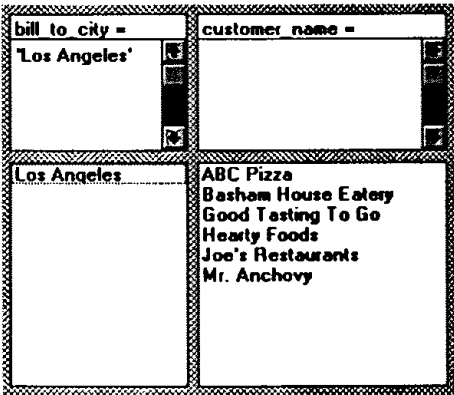 bill_to_city =
customer_name =
'Los Angeles'
Los Angeles
ABC Pizza
Basham House Eatery
Good Tasting To Go
Hearty Foods
Joe's Restaurants
Mr. Anchovy